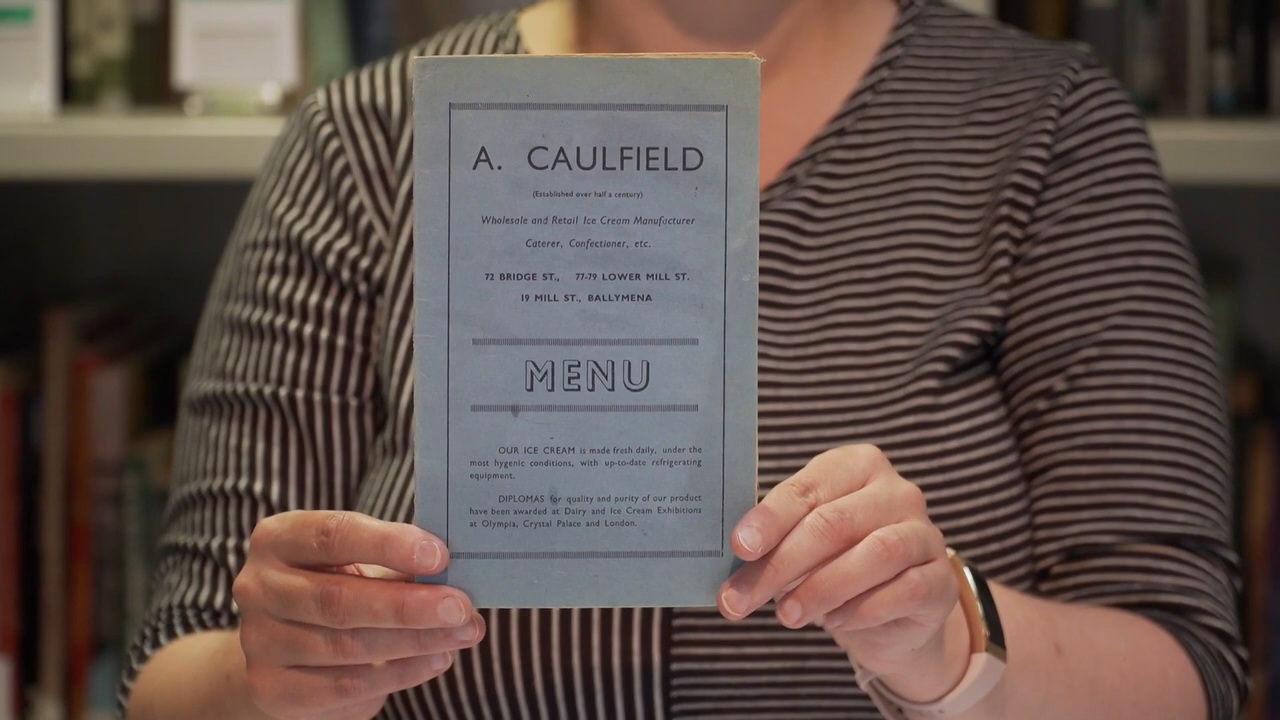 A. CAULFIELD
(Established over half a century)
Wholesale and Retail Ice Cream Manufacturer
Caterer, Confectioner, etc.
72 BRIDGE ST., 77-79 LOWER MILL ST.
19 MILL ST., BALLYMENA
MENU
OUR ICE CREAM is made fresh daily, under the
most hygenic conditions, with up-to-date refrigerating
equipment.
DIPLOMAS for quality and purity of our product
have been awarded at Dairy and Ice Cream Exhibitions
at Olympia, Crystal Palace and London.